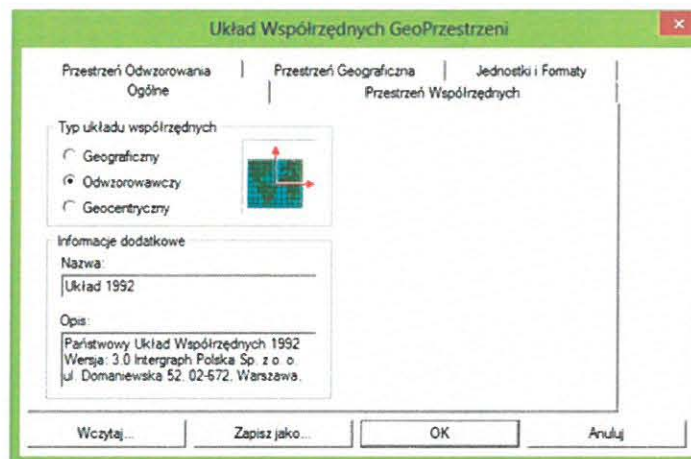 Układ Współrzędnych GeoPrzestrzeni
Przestrzeń Odwzorowania | Przestrzeń Geograficzna | Jednostki i Formaty
Ogólne | Przestrzeń Współrzędnych
Typ układu współrzędnych
Geograficzny
Odwzorowawczy
Geocentryczny
Informacje dodatkowe
Nazwa:
Układ 1992
Opis:
Państwowy Układ Współrzędnych 1992
Wersja: 3.0 Intergraph Polska Sp. z o. o.
ul. Domaniewska 52, 02-672, Warszawa.
Wczytaj... Zapisz jako... OK Anuluj